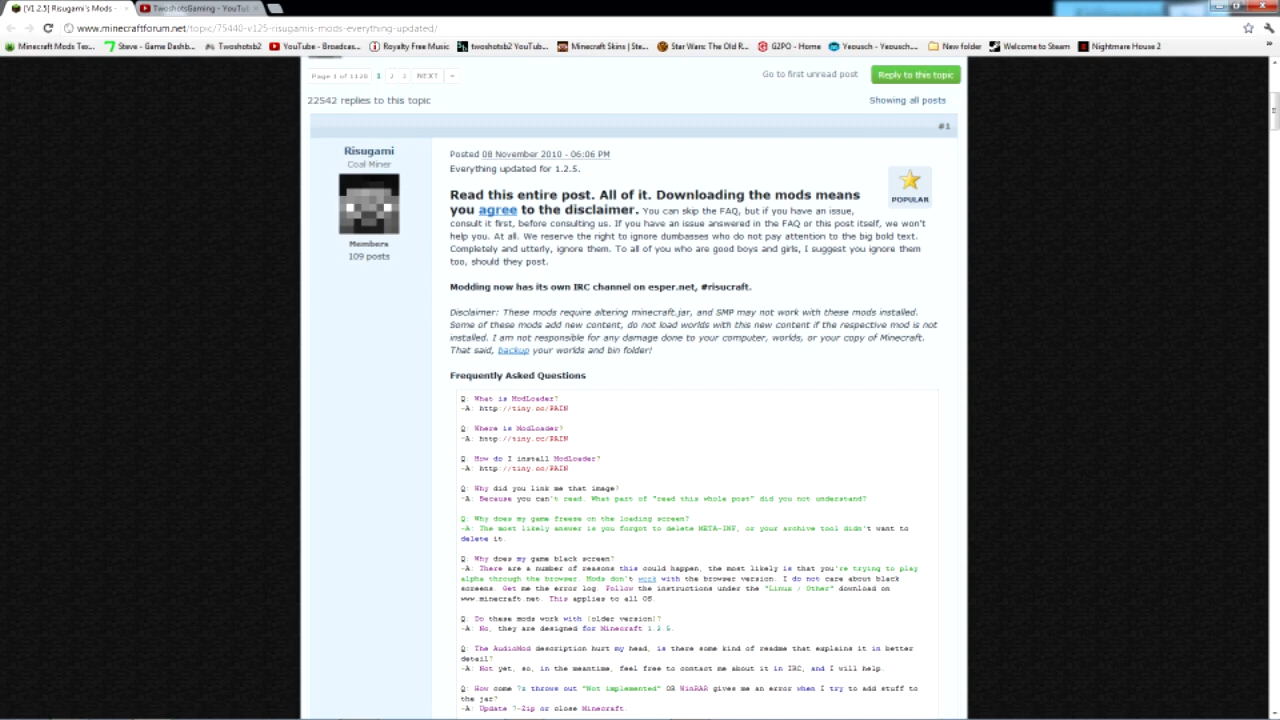 [V1.2.5] Risugami's Mods -
TwoshotsGaming - YouTu
www.minecraftforum.net/topic/75440-v125-risugamis-mods-everything-updated/
Minecraft Mods Tex...
Steve - Game Dashb...
Twoshotsb2
YouTube - Broadcas...
Royalty Free Music
twoshotsb2 YouTub...
Minecraft Skins | Ste...
Star Wars: The Old R...
G2PO - Home
Yeousch - Yeousch-...
New folder
Welcome to Steam
Nightmare House 2
»
Page 1 of 1128
1
2
3
NEXT
Go to first unread post
Reply to this topic
22542 replies to this topic
Showing all posts
#1
Risugami
Coal Miner
Members
109 posts
Posted 08 November 2010 - 06:06 PM
Everything updated for 1.2.5.
POPULAR
Read this entire post. All of it. Downloading the mods means
you agree to the disclaimer. You can skip the FAQ, but if you have an issue,
consult it first, before consulting us. If you have an issue answered in the FAQ or this post itself, we won't
help you. At all. We reserve the right to ignore dumbasses who do not pay attention to the big bold text.
Completely and utterly, ignore them. To all of you who are good boys and girls, I suggest you ignore them
too, should they post.
Modding now has its own IRC channel on esper.net, #risucraft.
Disclaimer: These mods require altering minecraft.jar, and SMP may not work with these mods installed.
Some of these mods add new content, do not load worlds with this new content if the respective mod is not
installed. I am not responsible for any damage done to your computer, worlds, or your copy of Minecraft.
That said, backup your worlds and bin folder!
Frequently Asked Questions
Q: What is ModLoader?
-A: http://tiny.cc/PAIN
Q: Where is ModLoader?
-A: http://tiny.cc/PAIN
Q: How do I install ModLoader?
-A: http://tiny.cc/PAIN
Q: Why did you link me that image?
-A: Because you can't read. What part of "read this whole post" did you not understand?
Q: Why does my game freese on the loading screen?
-A: The most likely answer is you forgot to delete META-INF, or your archive tool didn't want to
delete it.
Q: Why does my game black screen?
-A: There are a number of reasons this could happen, the most likely is that you're trying to play
alpha through the browser. Mods don't work with the browser version. I do not care about black
screens. Get me the error log. Follow the instructions under the "Linux / Other" download on
www.minecraft.net. This applies to all OS.
Q: Do these mods work with [older version]?
-A: No, they are designed for Minecraft 1.2.5.
Q: The AudioMod description hurt my head, is there some kind of readme that explains it in better
detail?
-A: Not yet, so, in the meantime, feel free to contact me about it in IRC, and I will help.
Q: How come 7z throws out "Not implemented" OR WinRAR gives me an error when I try to add stuff to
the jar?
-A: Update 7-Zip or close Minecraft.